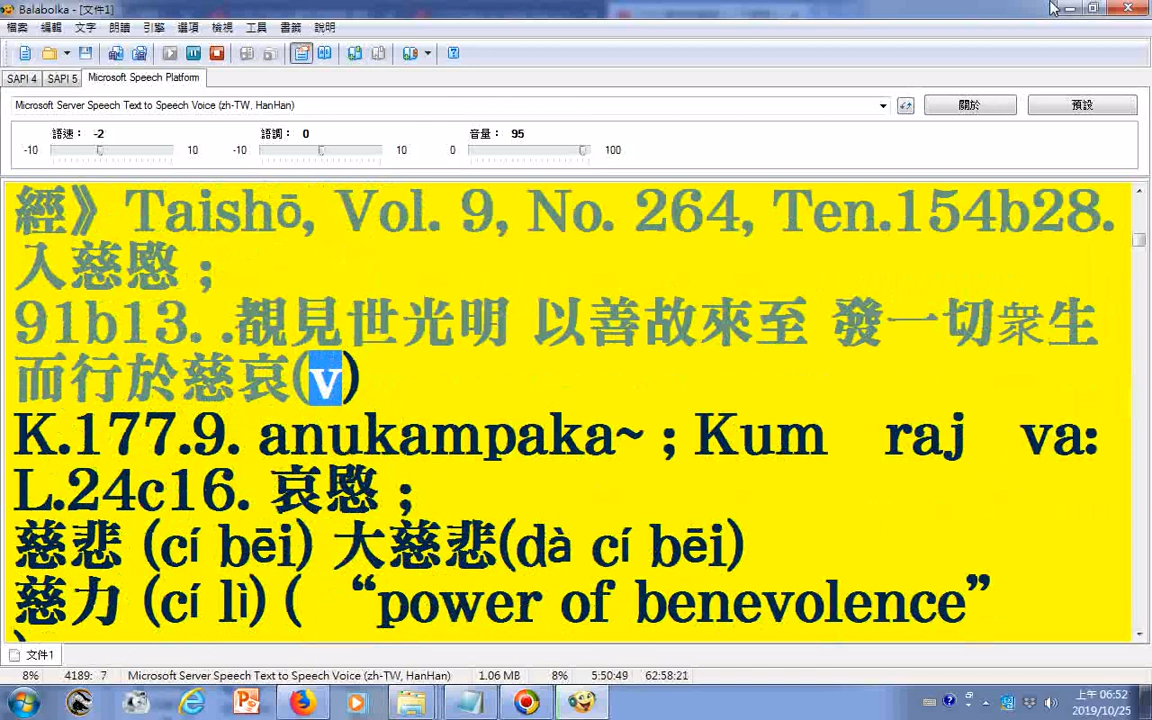 Balabolka - [文件1]
檔案 編輯 文字 朗讀 引擎 選項 檢視 工具 書籤 說明
SAPI 4 SAPI 5 Microsoft Speech Platform
Microsoft Server Speech Text to Speech Voice (zh-TW, HanHan) 關於 預設
語速： -2 語調： 0 音量： 95
-10 10 -10 10 0 100
經》Taishō, Vol. 9, No. 264, Ten.154b28.
入慈愍；
91b13. .覩見世光明 以善故來至 發一切衆生
而行於慈哀(v)
K.177.9. anukampaka~ ; Kum raj va:
L.24c16. 哀愍；
慈悲 (cí bēi) 大慈悲(dà cí bēi)
慈力 (cí lì) ( “power of benevolence”
)
文件1
8% 4189: 7 Microsoft Server Speech Text to Speech Voice (zh-TW, HanHan) 1.06 MB 8% 5:50:49 62:58:21
上午 06:52
2019/10/25